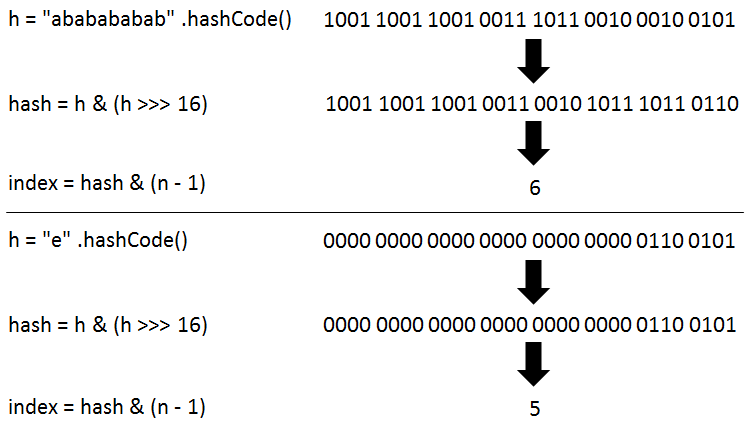 h = "ababababab" .hashCode() 1001 1001 1001 0011 1011 0010 0010 0101
hash = h & (h >>> 16) 1001 1001 1001 0011 0010 1011 1011 0110
index = hash & (n - 1) 6
h = "e" .hashCode() 0000 0000 0000 0000 0000 0000 0110 0101
hash = h & (h >>> 16) 0000 0000 0000 0000 0000 0000 0110 0101
index = hash & (n - 1) 5